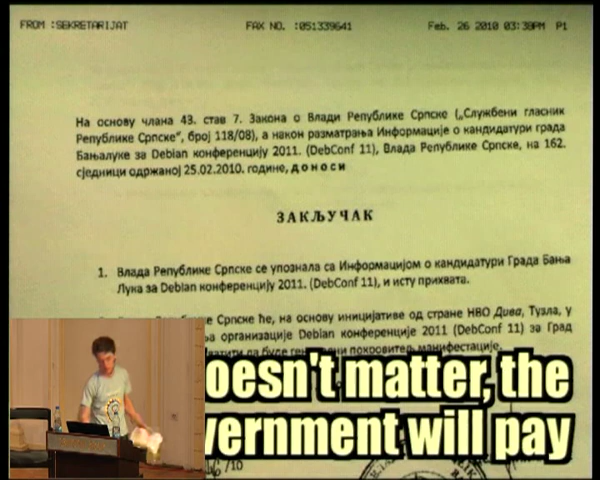 FROM :SEKRETARIJAT FAX NO. :051339641 Feb. 26 2010 03:38PM P1
На основу члана 43. став 7. Закона о Влади Републике Српске („Службени гласник
Републике Српске", број 118/08), а након разматрања Информације о кандидатури града
Бањалуке за Debian конференцију 2011. (DebConf 11), Влада Републике Српске, на 162.
сједници одржаној 25.02.2010. године, д о н о с и
З А К Љ У Ч А К
1. Влада Републике Српске се упознала са Информацијом о кандидатури Града Бања
Лука за Debian конференцију 2011. (DebConf 11), и исту прихвата.
Српске ће, на основу иницијативе од стране НВО Дива, Тузла, у
организације Debian конференције 2011 (DebConf 11) за Град
да буде покровитељ манифестације.
oesn't matter, the
vernment will pay
/10